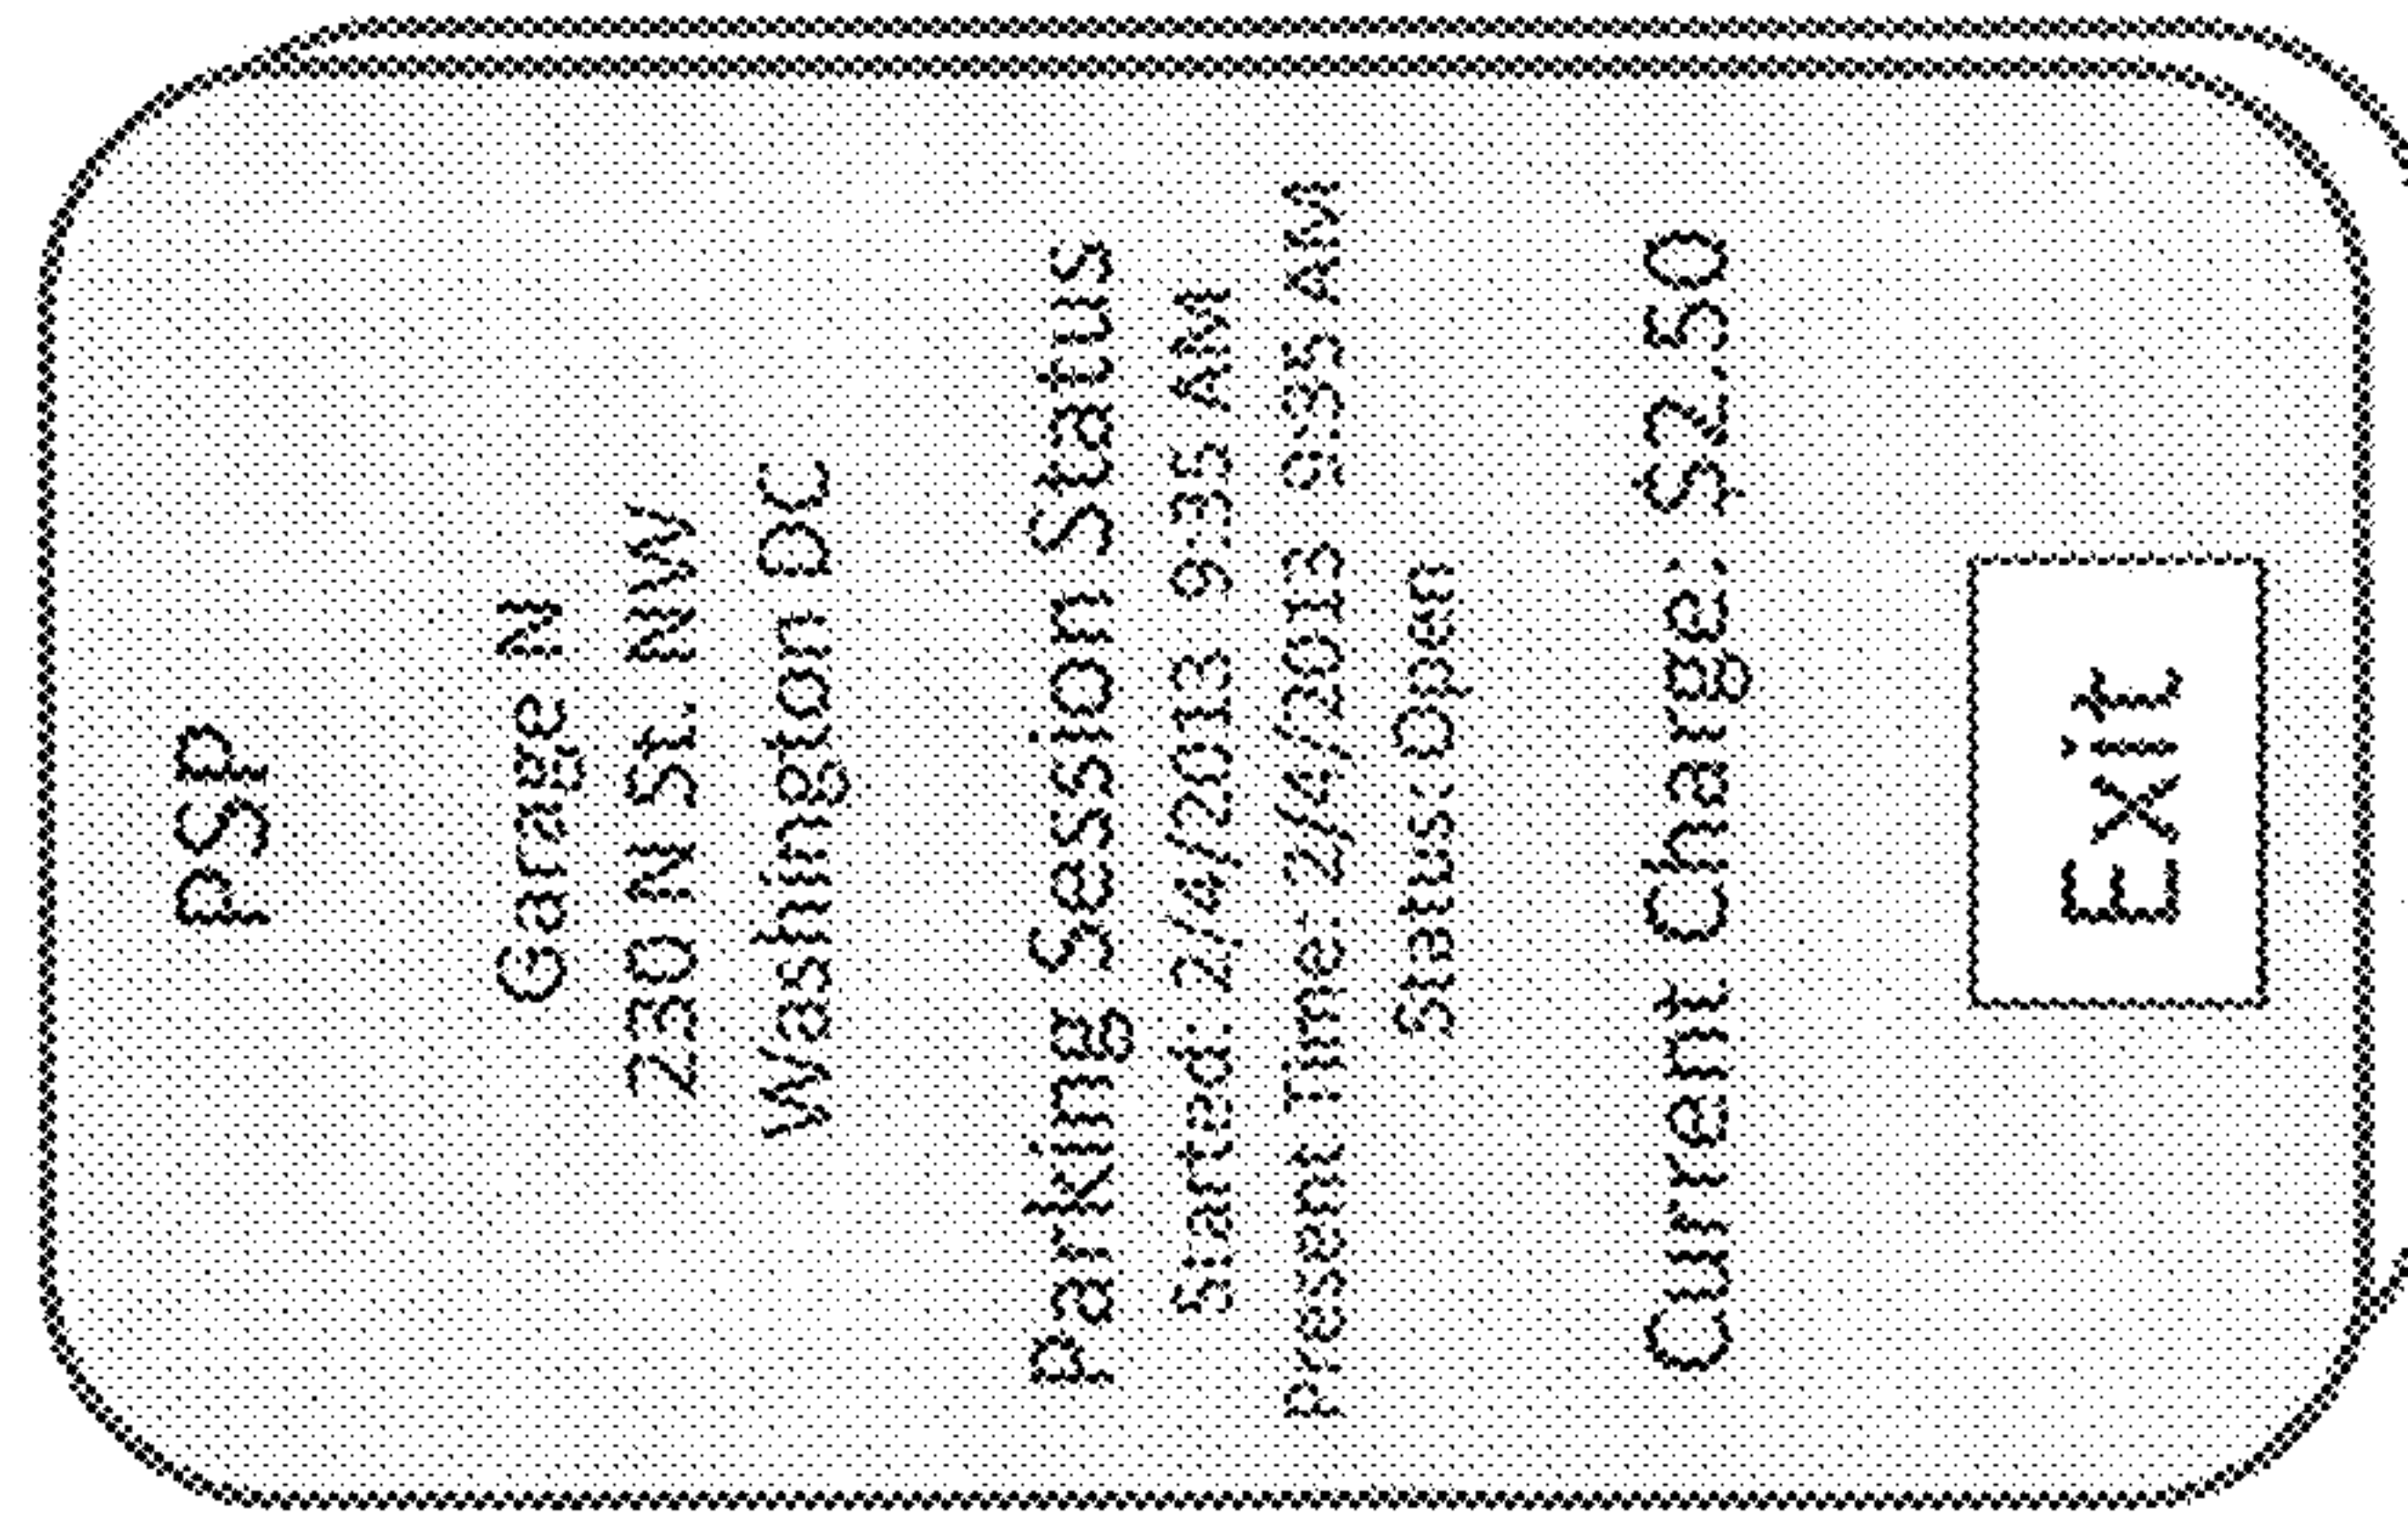 PSP
Garage N
230 N St. NW
Washington DC
Parking Session Status
Started: 2/4/2013 9:35 AM
Present Time: 2/4/2013 9:35 AM
Status: Open
Current Charge: $2.50
Exit